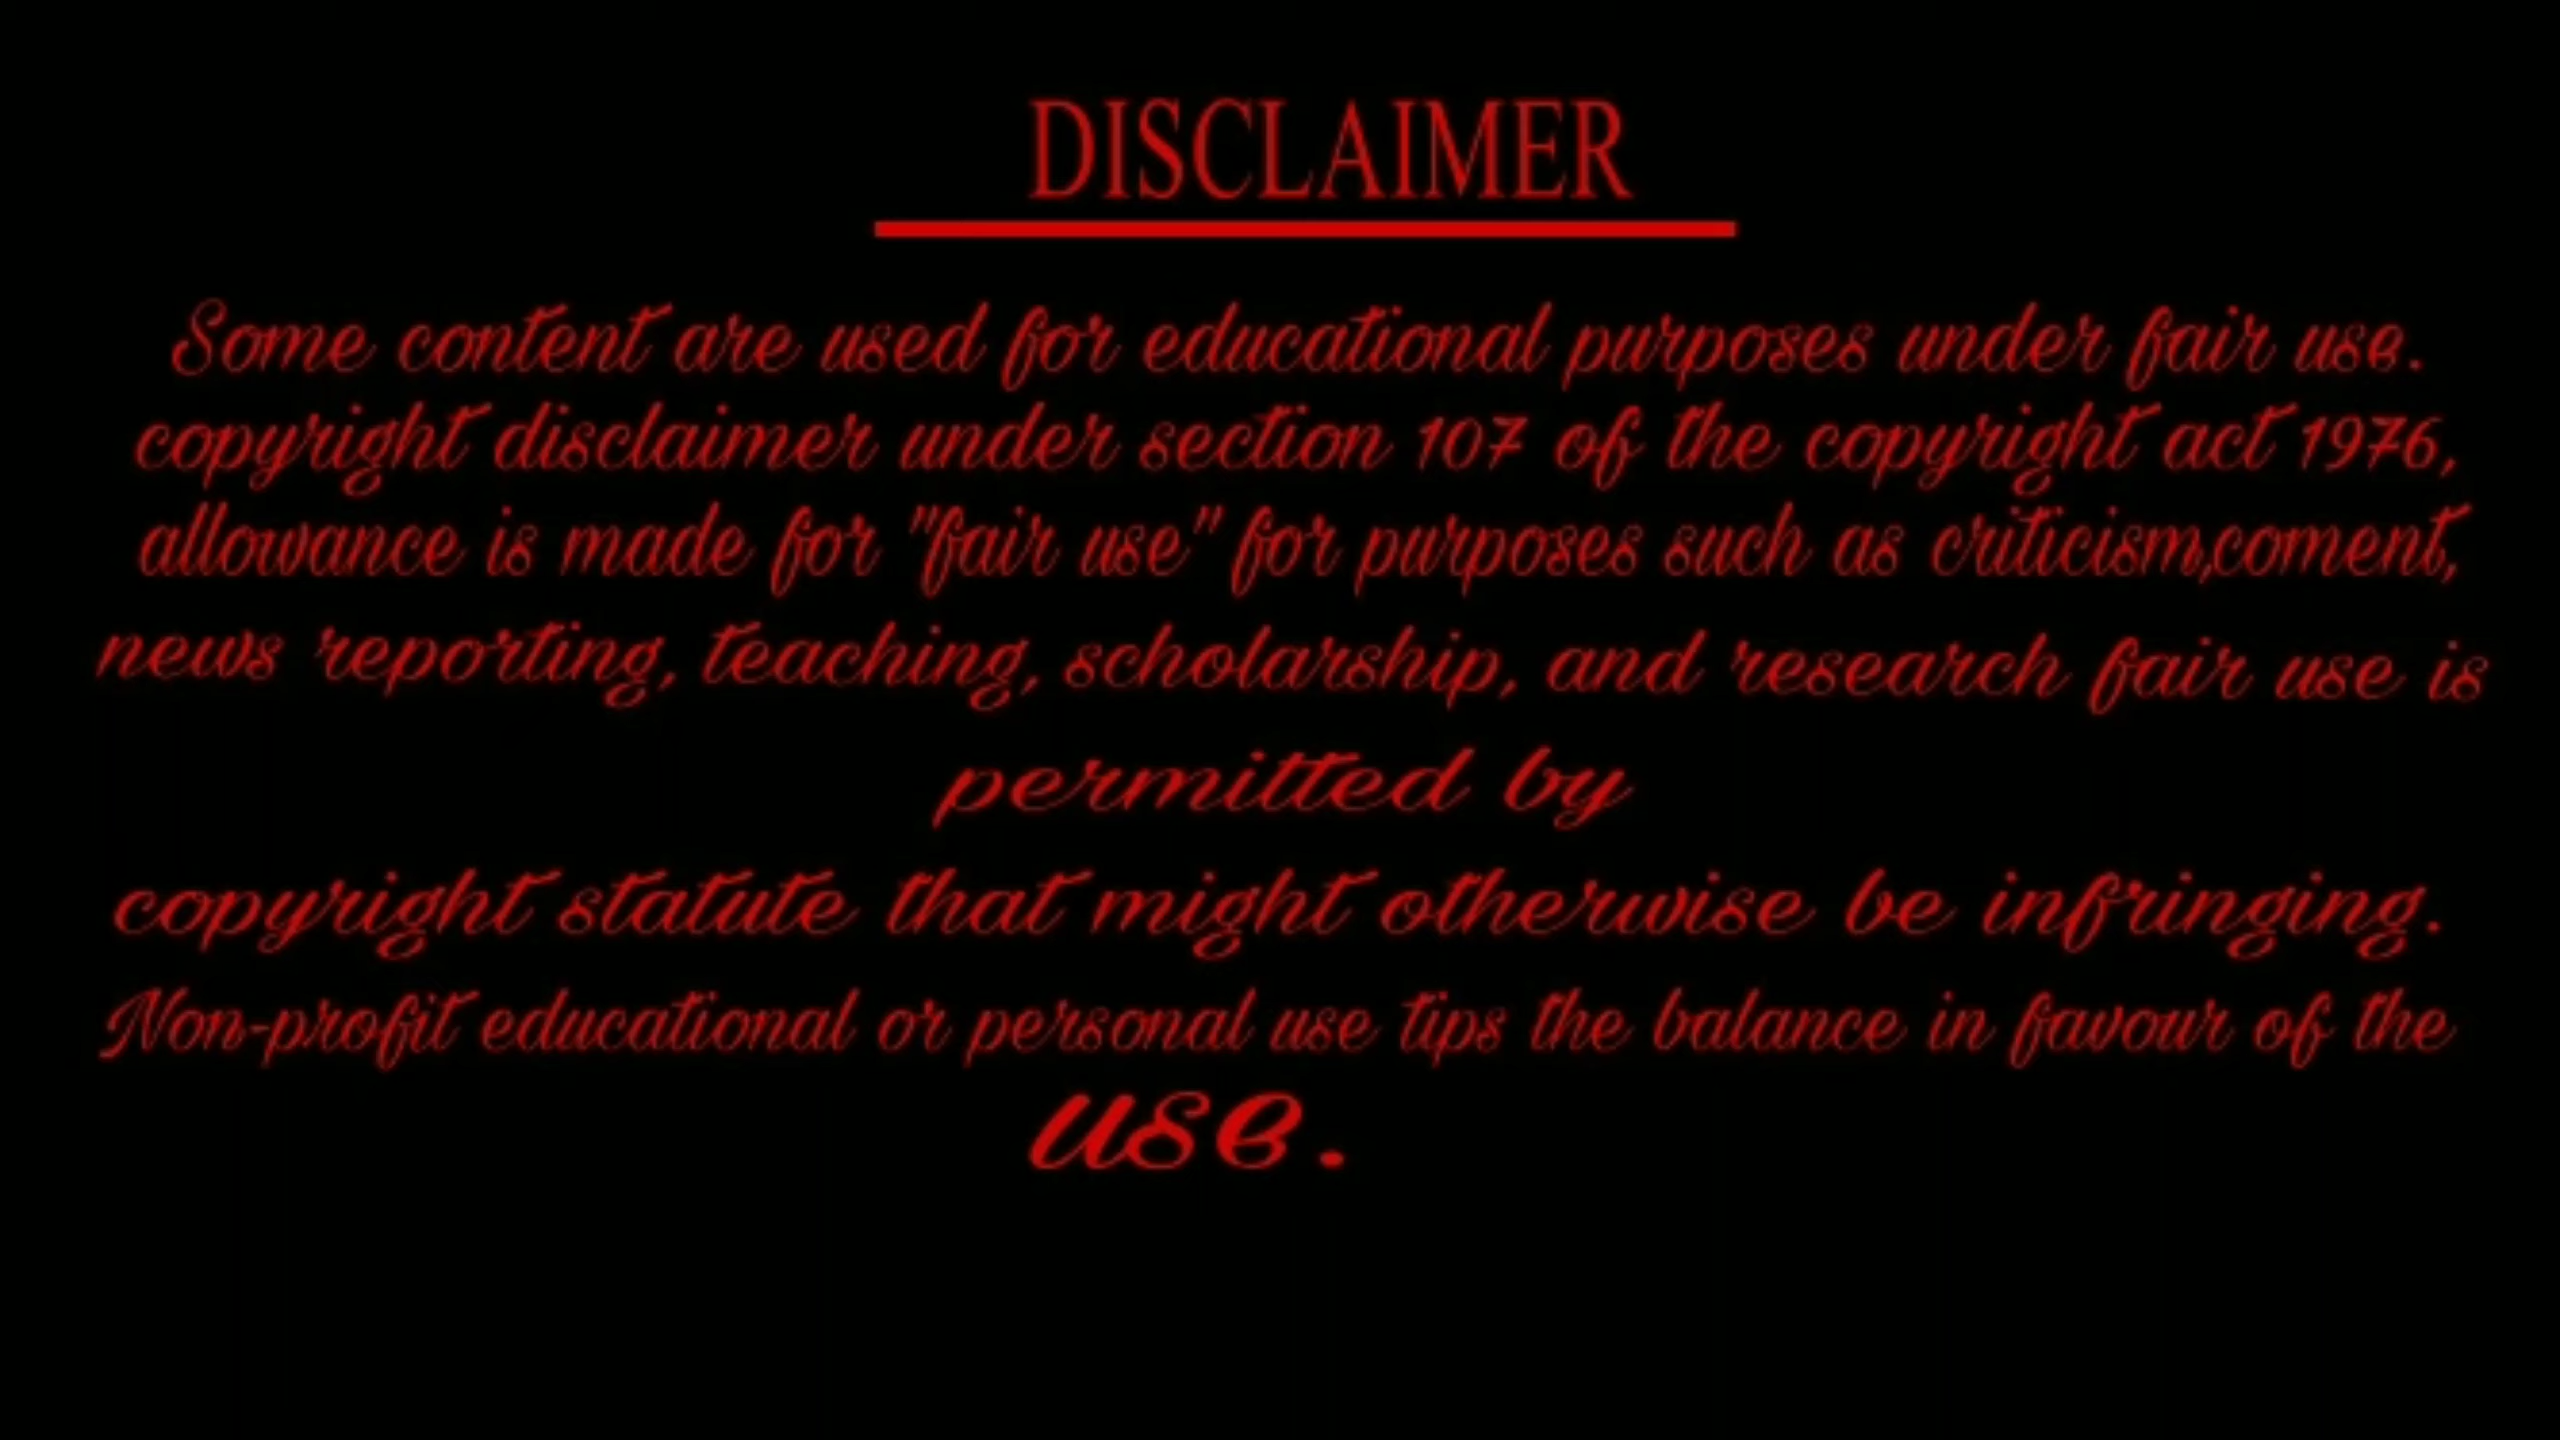 DISCLAIMER
Some content are used for educational purposes under fair use.
copyright disclaimer under section 107 of the copyright act 1976,
allowance is made for "fair use" for purposes such as criticism,coment,
news reporting, teaching, scholarship, and research fair use is
permitted by
copyright statute that might otherwise be infringing.
Non-profit educational or personal use tips the balance in favour of the
use.